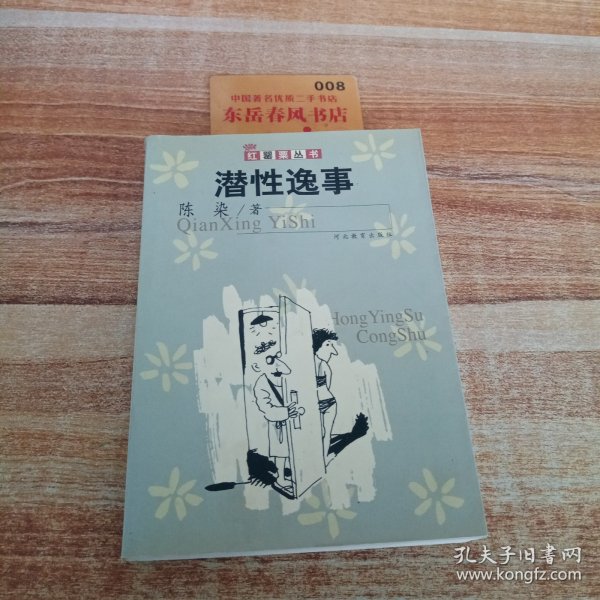 008
中国著名优质二手书店
东岳春风书店
红罂粟丛书
潜性逸事
陈 染/著
QianXing YiShi
河北教育出版社
HongYingSu
CongShu
孔夫子旧书网
www.kongfz.com